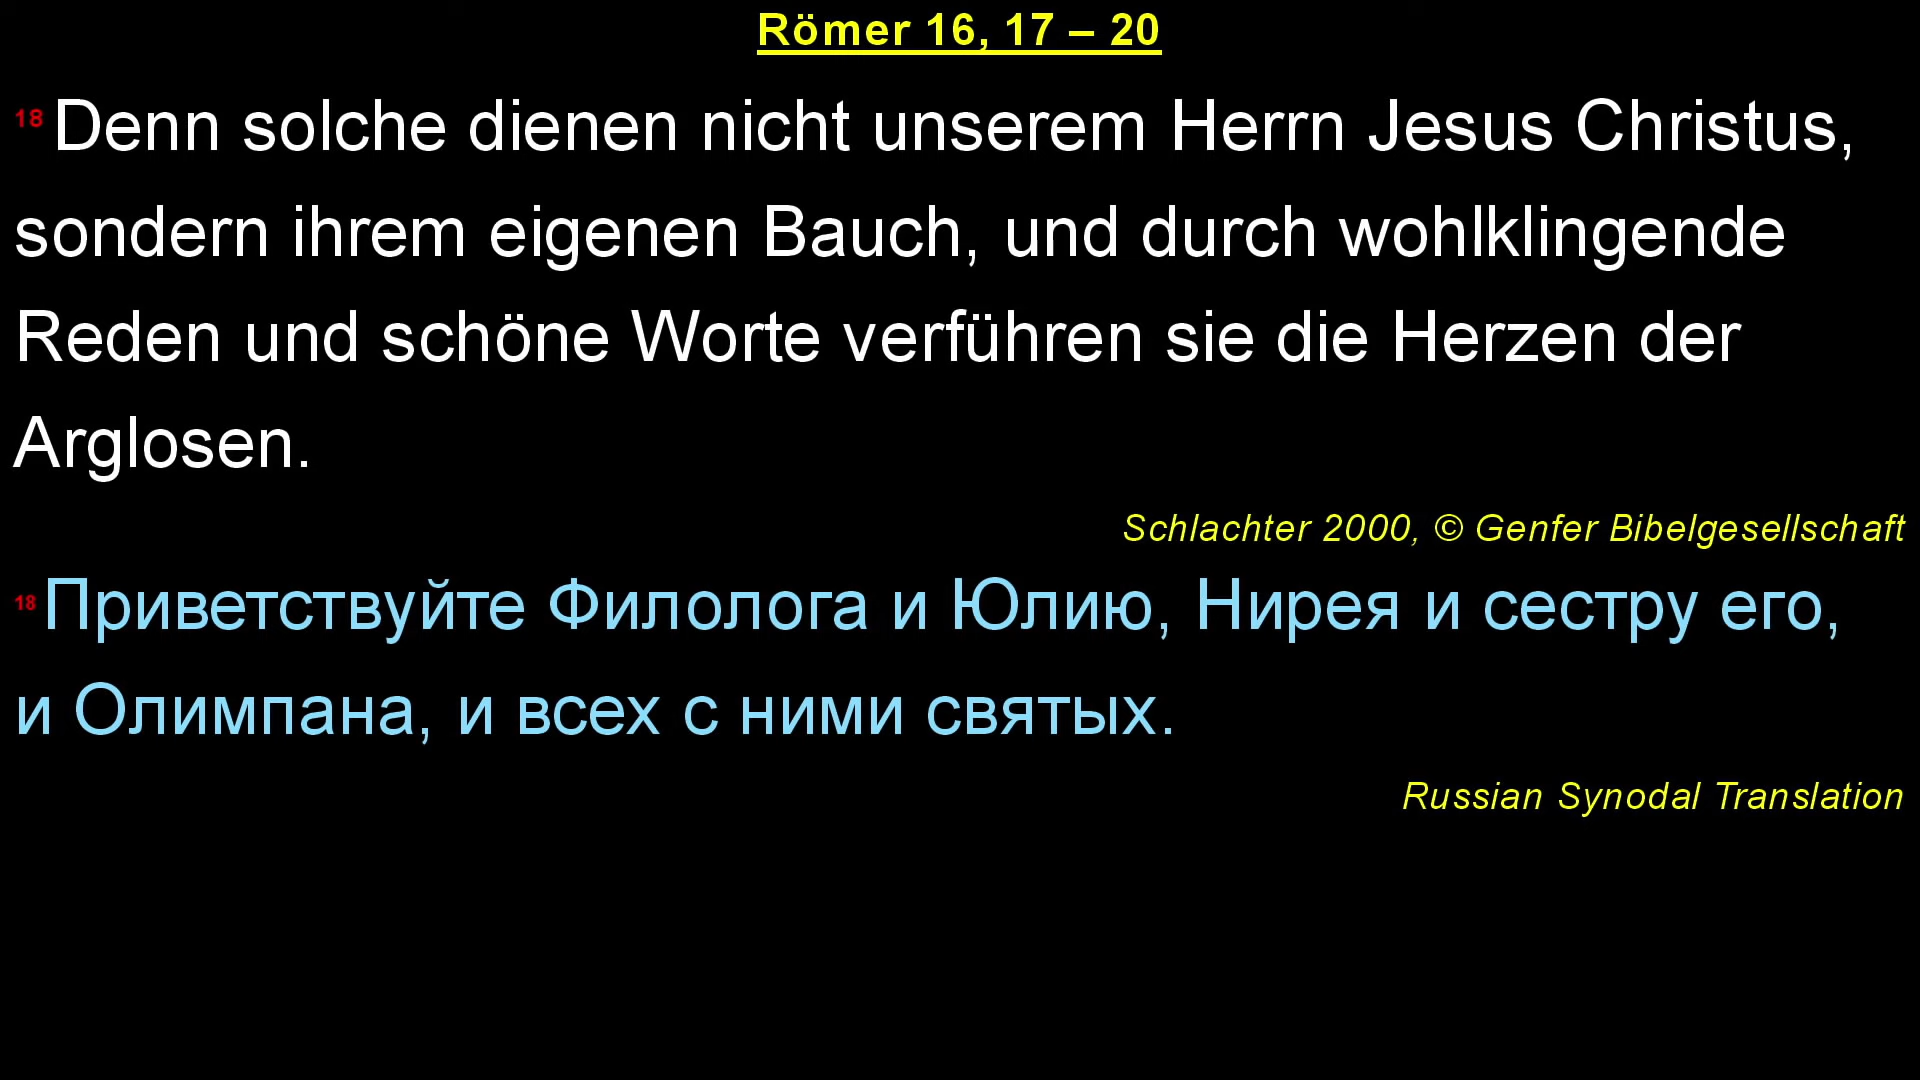 Römer 16, 17 – 20
18 Denn solche dienen nicht unserem Herrn Jesus Christus,
sondern ihrem eigenen Bauch, und durch wohlklingende
Reden und schöne Worte verführen sie die Herzen der
Arglosen.
Schlachter 2000, © Genfer Bibelgesellschaft
18 Приветствуйте Филолога и Юлию, Нирея и сестру его,
и Олимпана, и всех с ними святых.
Russian Synodal Translation